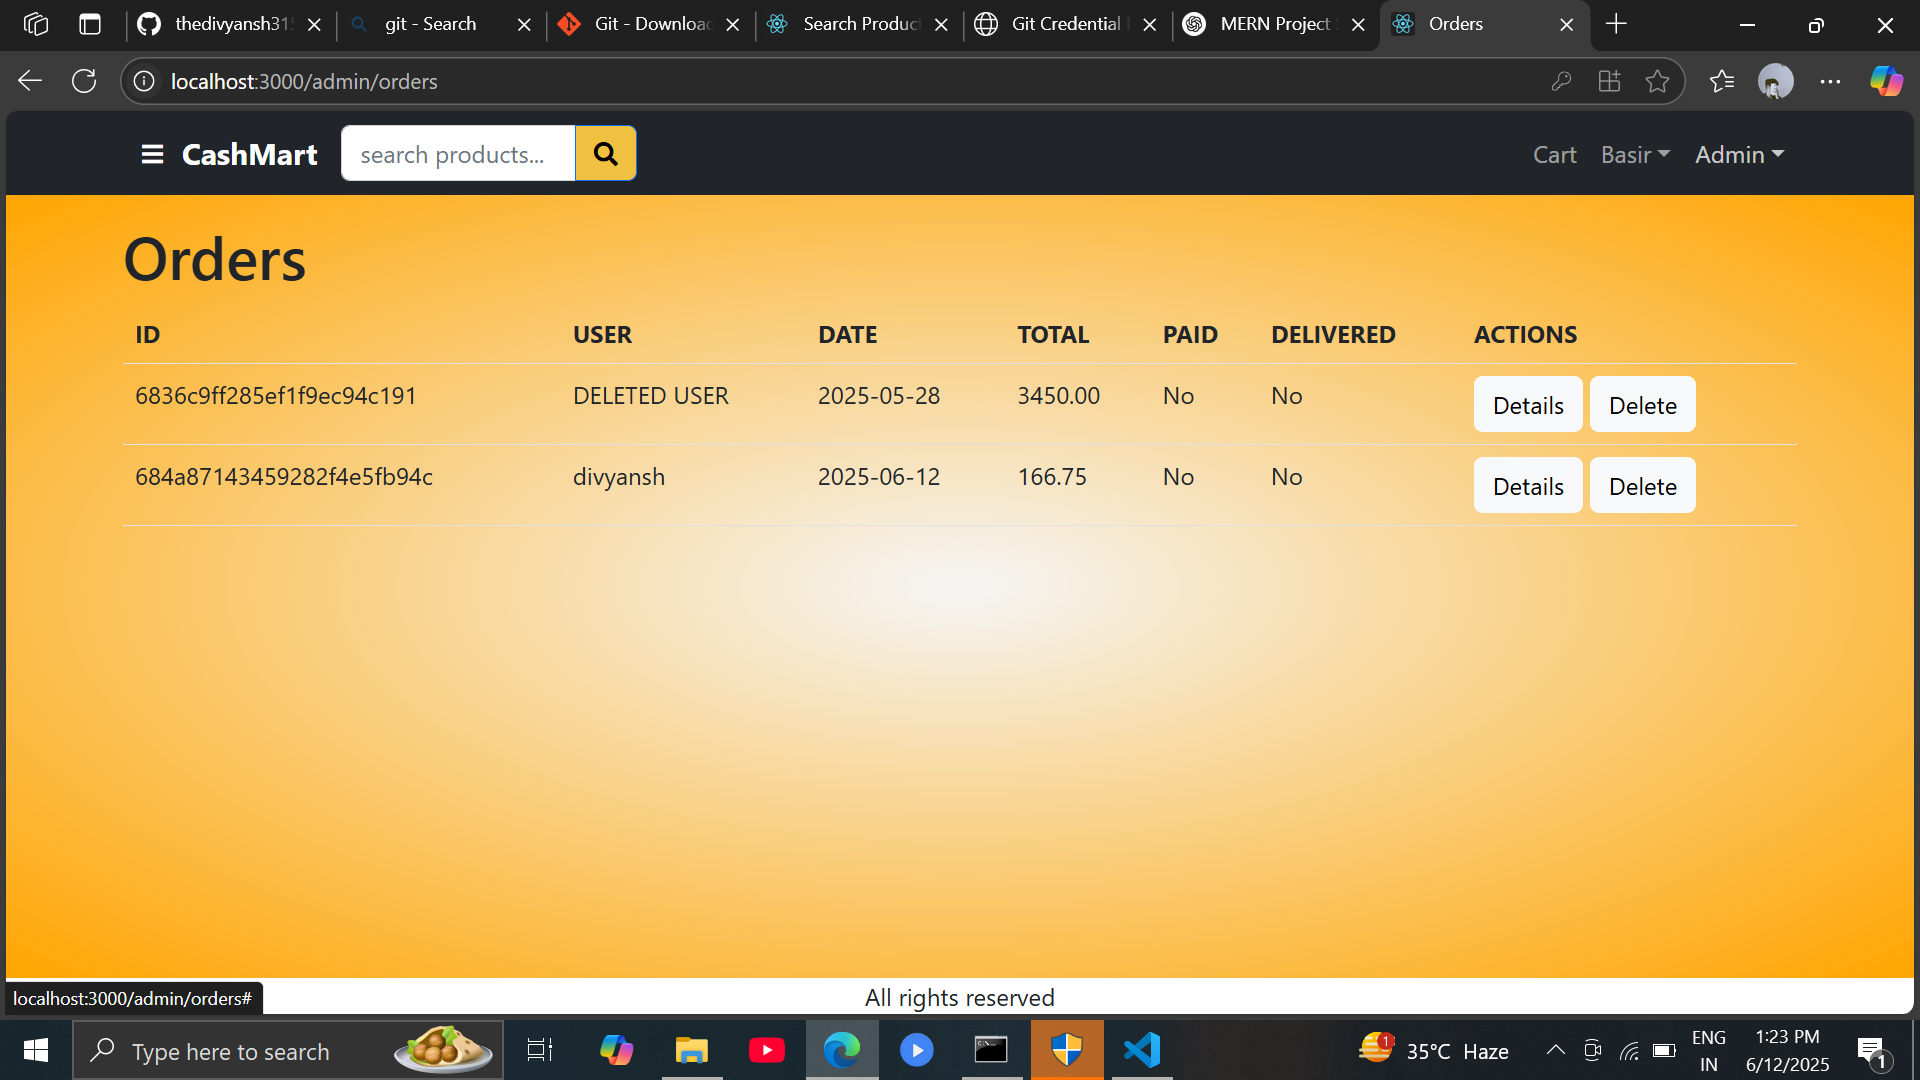 thedivyansh31
git - Search
Git - Downloa
Search Produc
Git Credential
MERN Project
Orders
localhost:3000/admin/orders
CashMart
search products...
Cart
Basir
Admin
Orders
ID USER DATE TOTAL PAID DELIVERED ACTIONS
6836c9ff285ef1f9ec94c191 DELETED USER 2025-05-28 3450.00 No No Details Delete
684a87143459282f4e5fb94c divyansh 2025-06-12 166.75 No No Details Delete
localhost:3000/admin/orders#
All rights reserved
Type here to search
1
35°C Haze
ENG
IN
1:23 PM
6/12/2025
1